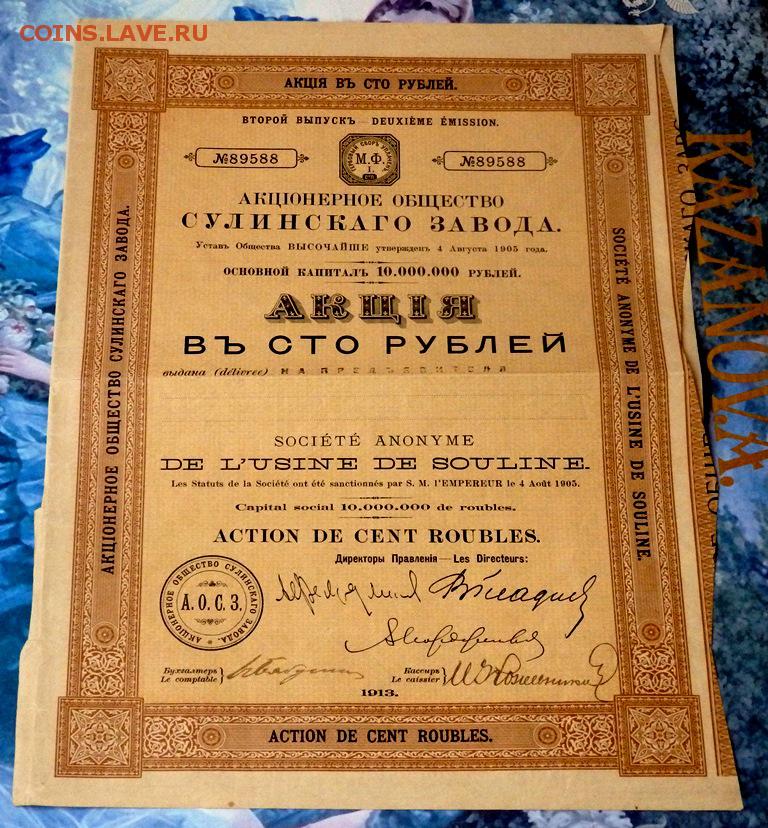 COINS.LAVE.RU
АКЦІЯ ВЪ СТО РУБЛЕЙ.
ВТОРОЙ ВЫПУСКЪ — DEUXIÈME ÉMISSION.
№89588
М.Ф.
I.
№89588
АКЦІОНЕРНОЕ ОБЩЕСТВО
СУЛИНСКАГО ЗАВОДА.
Уставъ Общества ВЫСОЧАЙШЕ утвержденъ 4 Августа 1905 года.
ОСНОВНОЙ КАПИТАЛЪ 10.000.000 РУБЛЕЙ.
АКЦІЯ
ВЪ СТО РУБЛЕЙ
выдана (délivrée) НА ПРЕДЪЯВИТЕЛЯ
SOCIÉTÉ ANONYME
DE L'USINE DE SOULINE.
Les Statuts de la Société ont été sanctionnés par S. M. l'EMPEREUR le 4 Août 1905.
Capital social 10.000.000 de roubles.
ACTION DE CENT ROUBLES.
Директоры Правленія — Les Directeurs:
АКЦІОНЕРНОЕ ОБЩЕСТВО СУЛИНСКАГО ЗАВОДА.
А.О.С.З.
Бухгалтеръ
Le comptable
Кассиръ
Le caissier
1913.
ACTION DE CENT ROUBLES.
АКЦІОНЕРНОЕ ОБЩЕСТВО СУЛИНСКАГО ЗАВОДА.
SOCIÉTÉ ANONYME DE L'USINE DE SOULINE.
KAZANOVA.